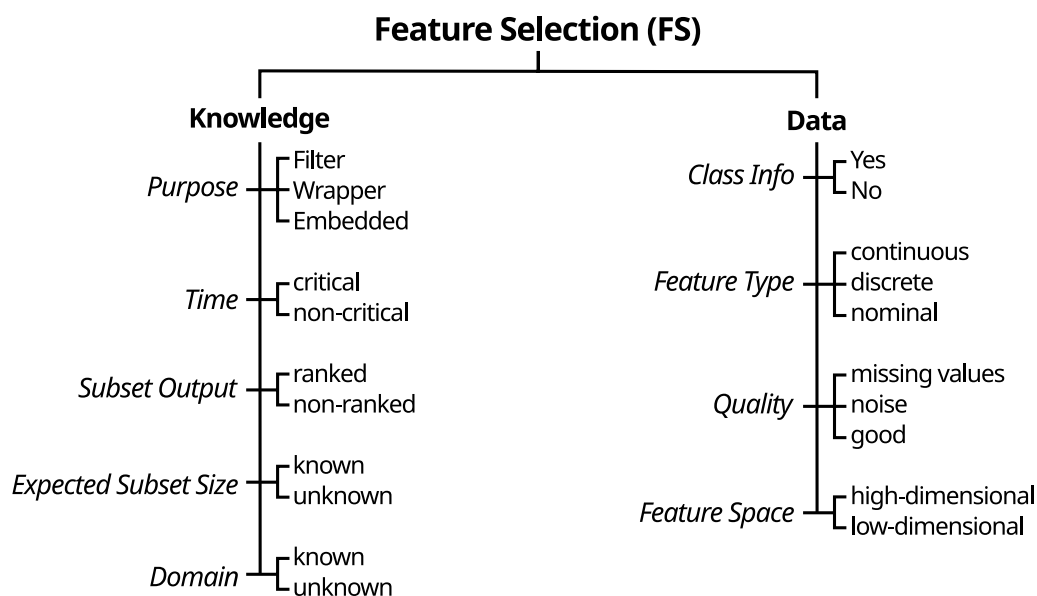 Feature Selection (FS)
Knowledge
Purpose
Filter
Wrapper
Embedded
Time
critical
non-critical
Subset Output
ranked
non-ranked
Expected Subset Size
known
unknown
Domain
known
unknown
Data
Class Info
Yes
No
Feature Type
continuous
discrete
nominal
Quality
missing values
noise
good
Feature Space
high-dimensional
low-dimensional